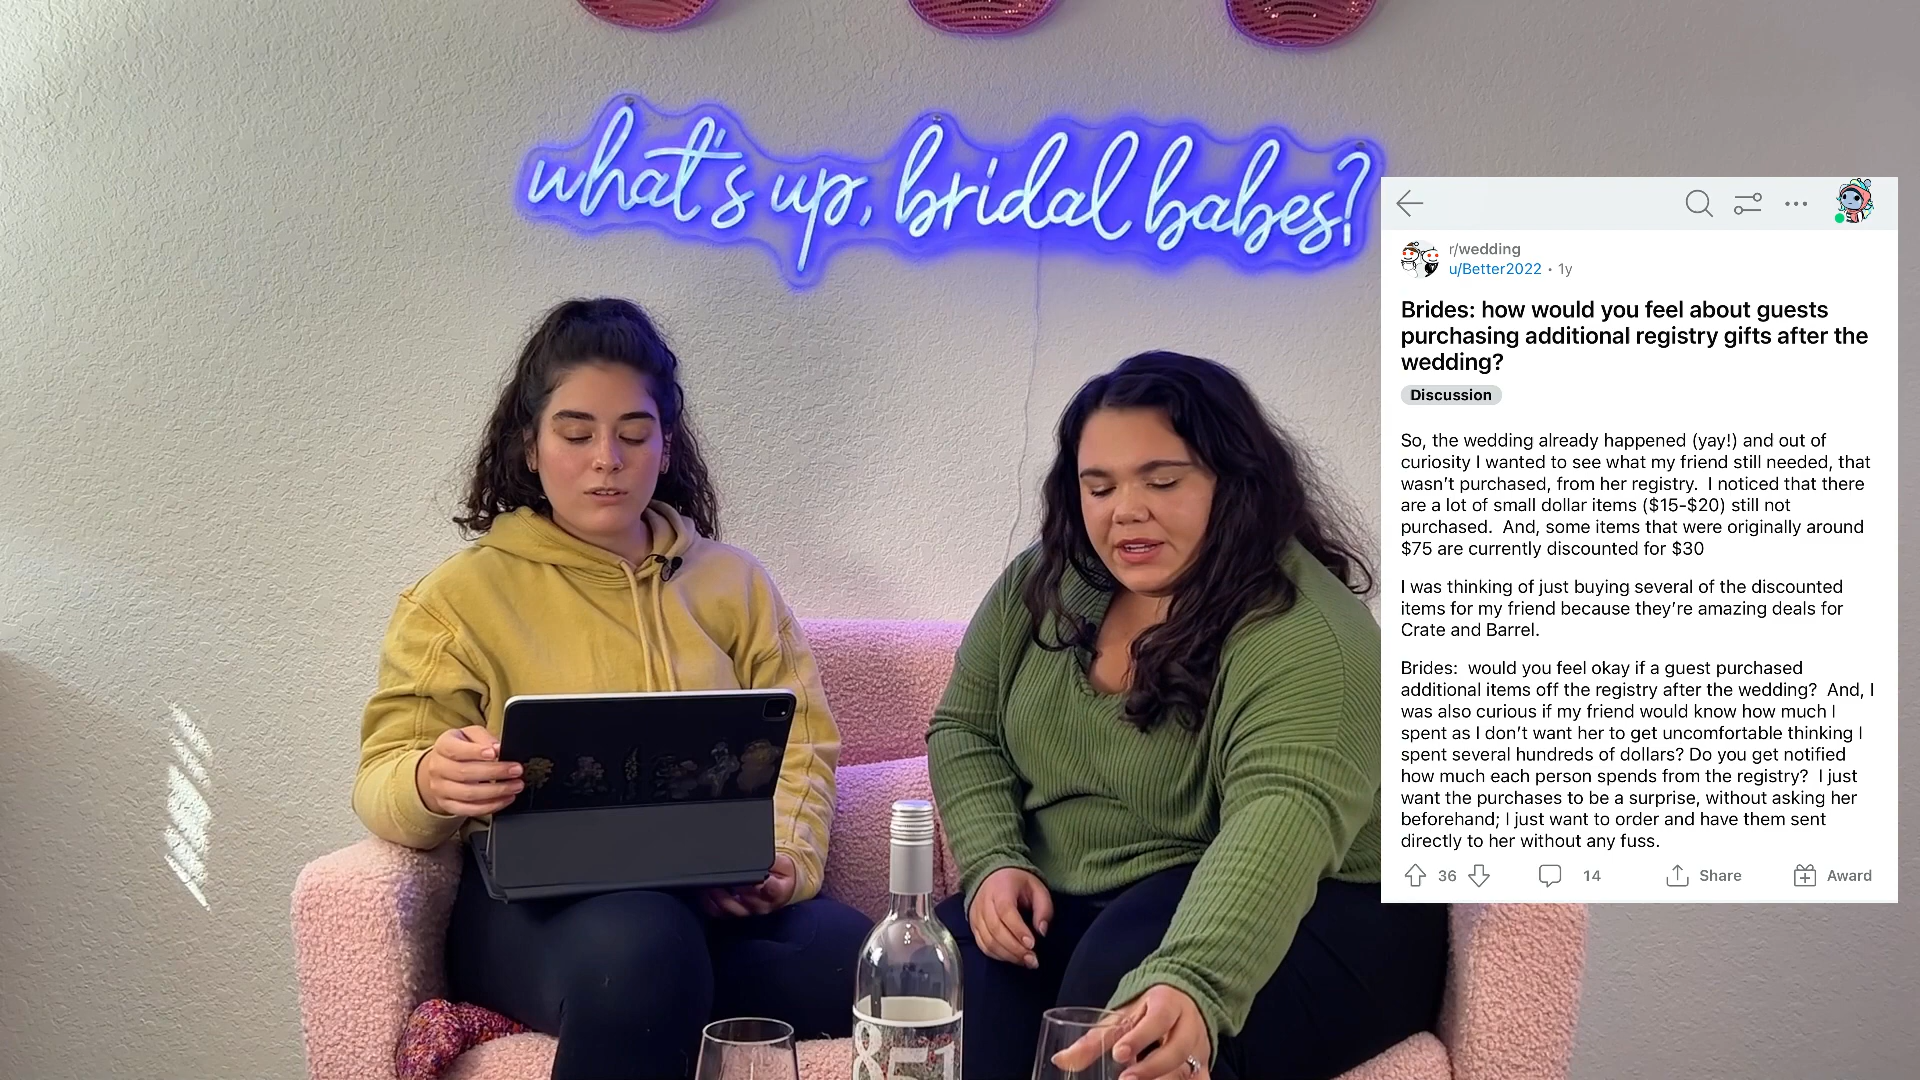 what's up, bridal babes?
r/wedding
u/Better2022 • 1y
Brides: how would you feel about guests
purchasing additional registry gifts after the
wedding?
Discussion
So, the wedding already happened (yay!) and out of
curiosity I wanted to see what my friend still needed, that
wasn't purchased, from her registry.  I noticed that there
are a lot of small dollar items ($15-$20) still not
purchased.  And, some items that were originally around
$75 are currently discounted for $30
I was thinking of just buying several of the discounted
items for my friend because they're amazing deals for
Crate and Barrel.
Brides:  would you feel okay if a guest purchased
additional items off the registry after the wedding?  And, I
was also curious if my friend would know how much I
spent as I don't want her to get uncomfortable thinking I
spent several hundreds of dollars? Do you get notified
how much each person spends from the registry?  I just
want the purchases to be a surprise, without asking her
beforehand; I just want to order and have them sent
directly to her without any fuss.
36 14 Share Award
851